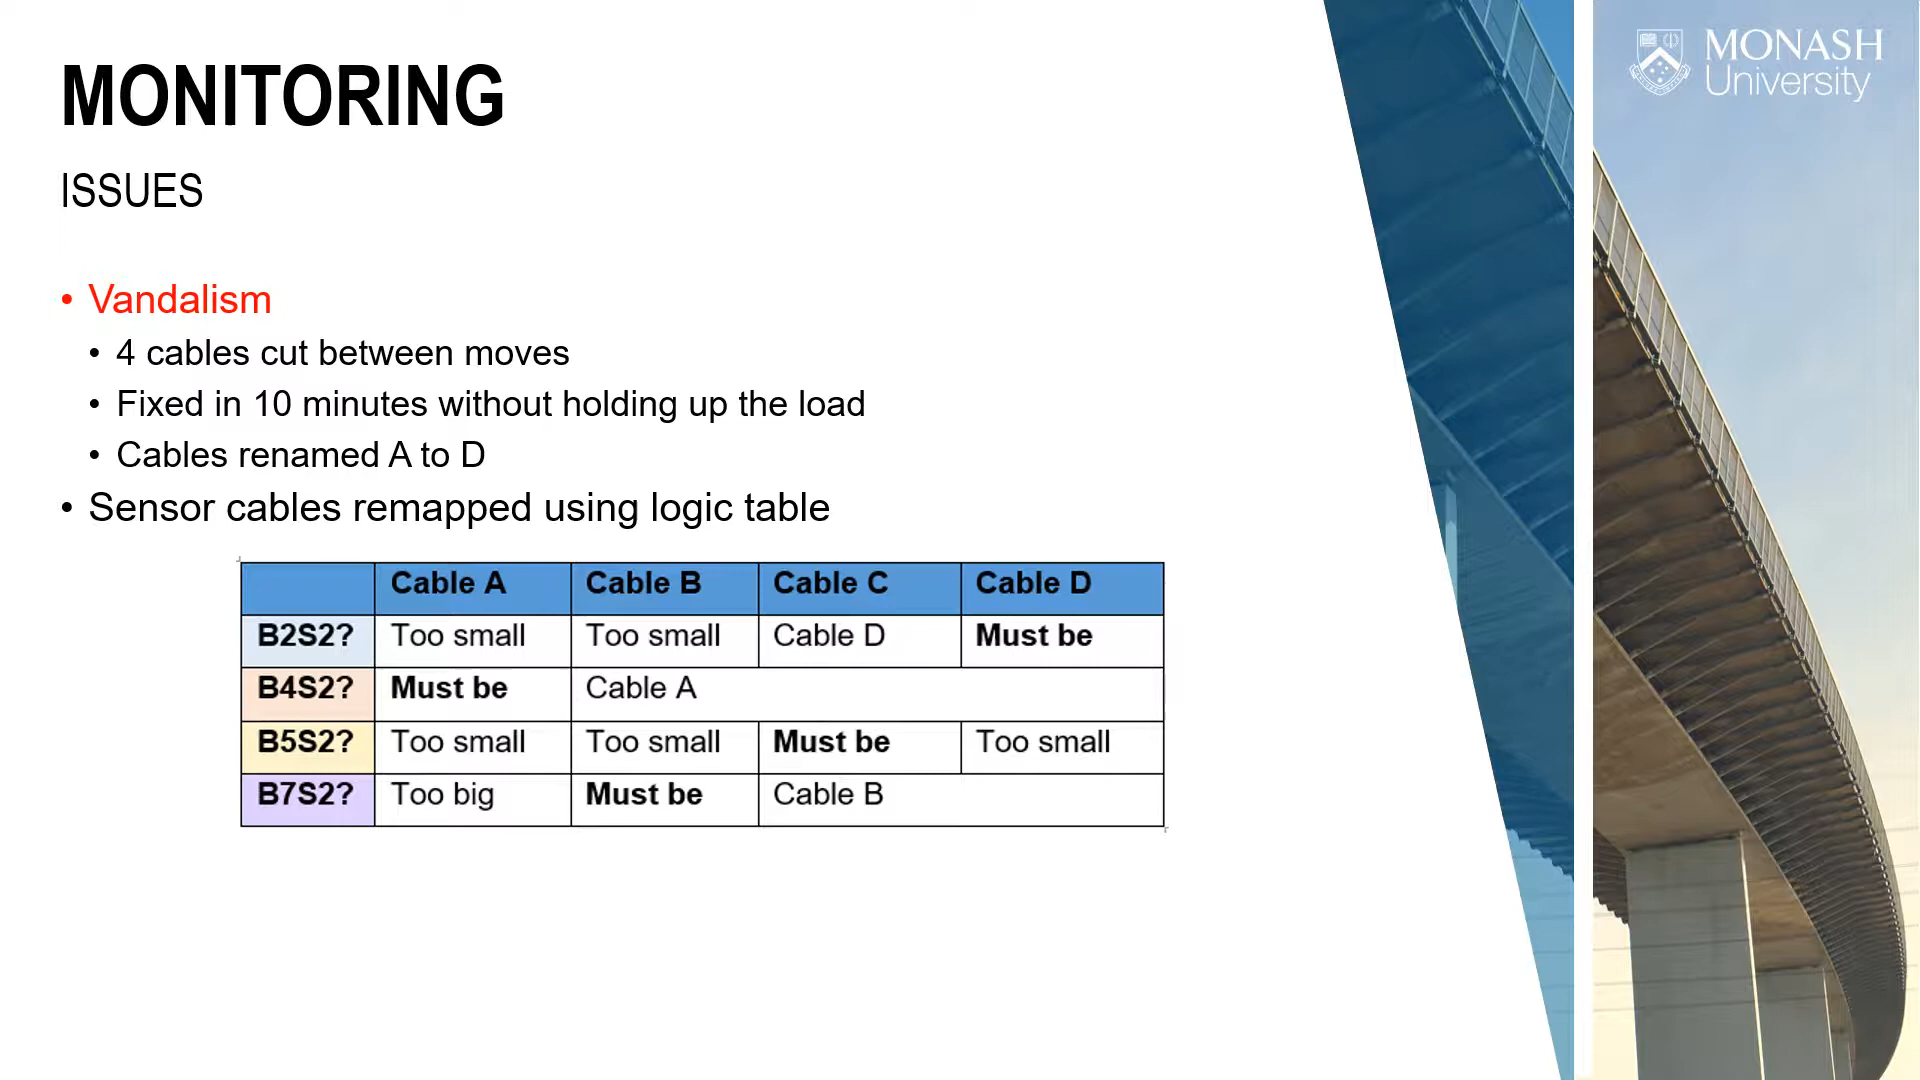 MONITORING
MONASH
University
ISSUES
• Vandalism
• 4 cables cut between moves
• Fixed in 10 minutes without holding up the load
• Cables renamed A to D
• Sensor cables remapped using logic table
Cable A Cable B Cable C Cable D
B2S2? Too small Too small Cable D Must be
B4S2? Must be Cable A
B5S2? Too small Too small Must be Too small
B7S2? Too big Must be Cable B